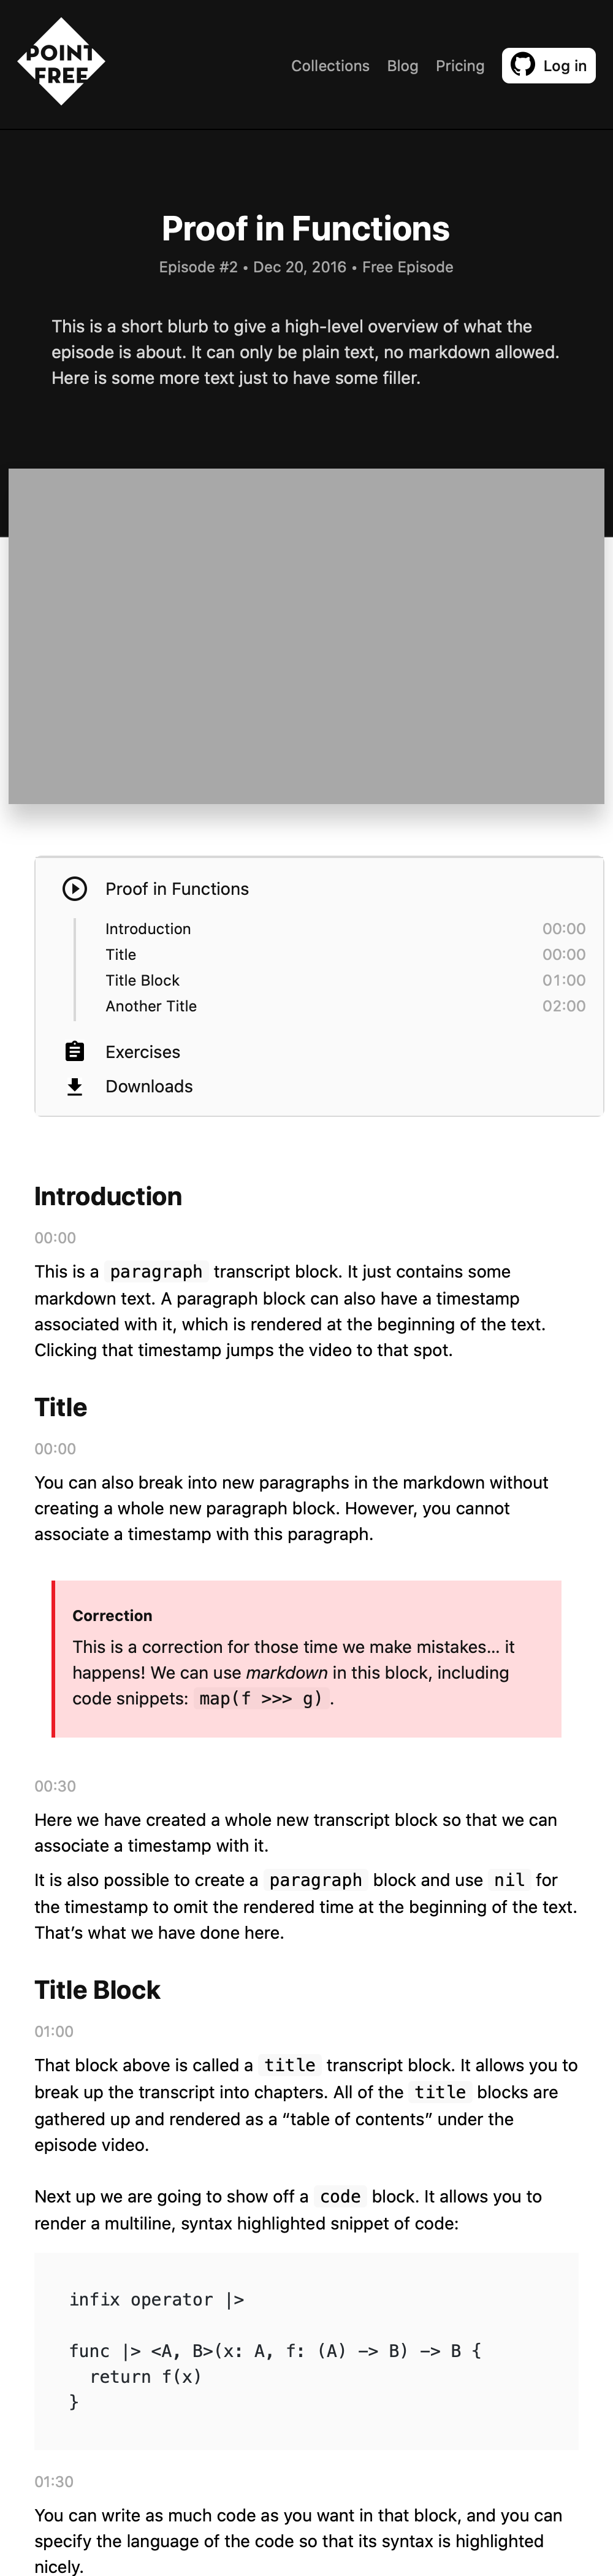 POINT
FREE
Collections
Blog
Pricing
Log in
Proof in Functions
Episode #2 • Dec 20, 2016 • Free Episode
This is a short blurb to give a high-level overview of what the
episode is about. It can only be plain text, no markdown allowed.
Here is some more text just to have some filler.
Proof in Functions
Introduction 00:00
Title 00:00
Title Block 01:00
Another Title 02:00
Exercises
Downloads
Introduction
00:00
This is a paragraph transcript block. It just contains some
markdown text. A paragraph block can also have a timestamp
associated with it, which is rendered at the beginning of the text.
Clicking that timestamp jumps the video to that spot.
Title
00:00
You can also break into new paragraphs in the markdown without
creating a whole new paragraph block. However, you cannot
associate a timestamp with this paragraph.
Correction
This is a correction for those time we make mistakes… it
happens! We can use markdown in this block, including
code snippets: map(f >>> g).
00:30
Here we have created a whole new transcript block so that we can
associate a timestamp with it.
It is also possible to create a paragraph block and use nil for
the timestamp to omit the rendered time at the beginning of the text.
That’s what we have done here.
Title Block
01:00
That block above is called a title transcript block. It allows you to
break up the transcript into chapters. All of the title blocks are
gathered up and rendered as a “table of contents” under the
episode video.
Next up we are going to show off a code block. It allows you to
render a multiline, syntax highlighted snippet of code:
infix operator |>
func |> <A, B>(x: A, f: (A) -> B) -> B {
return f(x)
}
01:30
You can write as much code as you want in that block, and you can
specify the language of the code so that its syntax is highlighted
nicely.